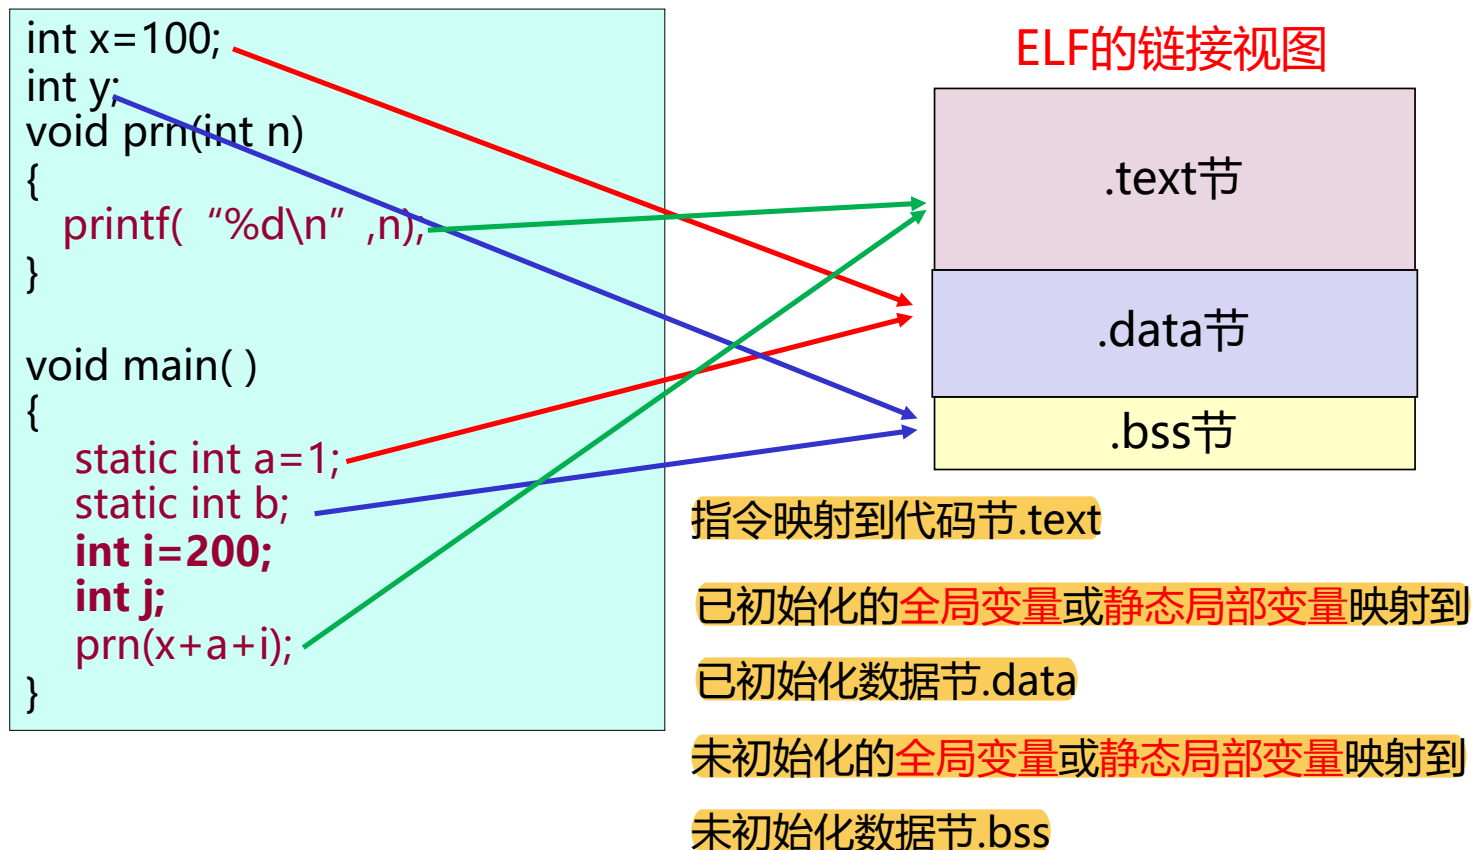 int x=100;
int y;
void prn(int n)
{
printf( “%d\n” ,n);
}
void main( )
{
static int a=1;
static int b;
int i=200;
int j;
prn(x+a+i);
}
ELF的链接视图
.text节
.data节
.bss节
指令映射到代码节.text
已初始化的全局变量或静态局部变量映射到
已初始化数据节.data
未初始化的全局变量或静态局部变量映射到
未初始化数据节.bss